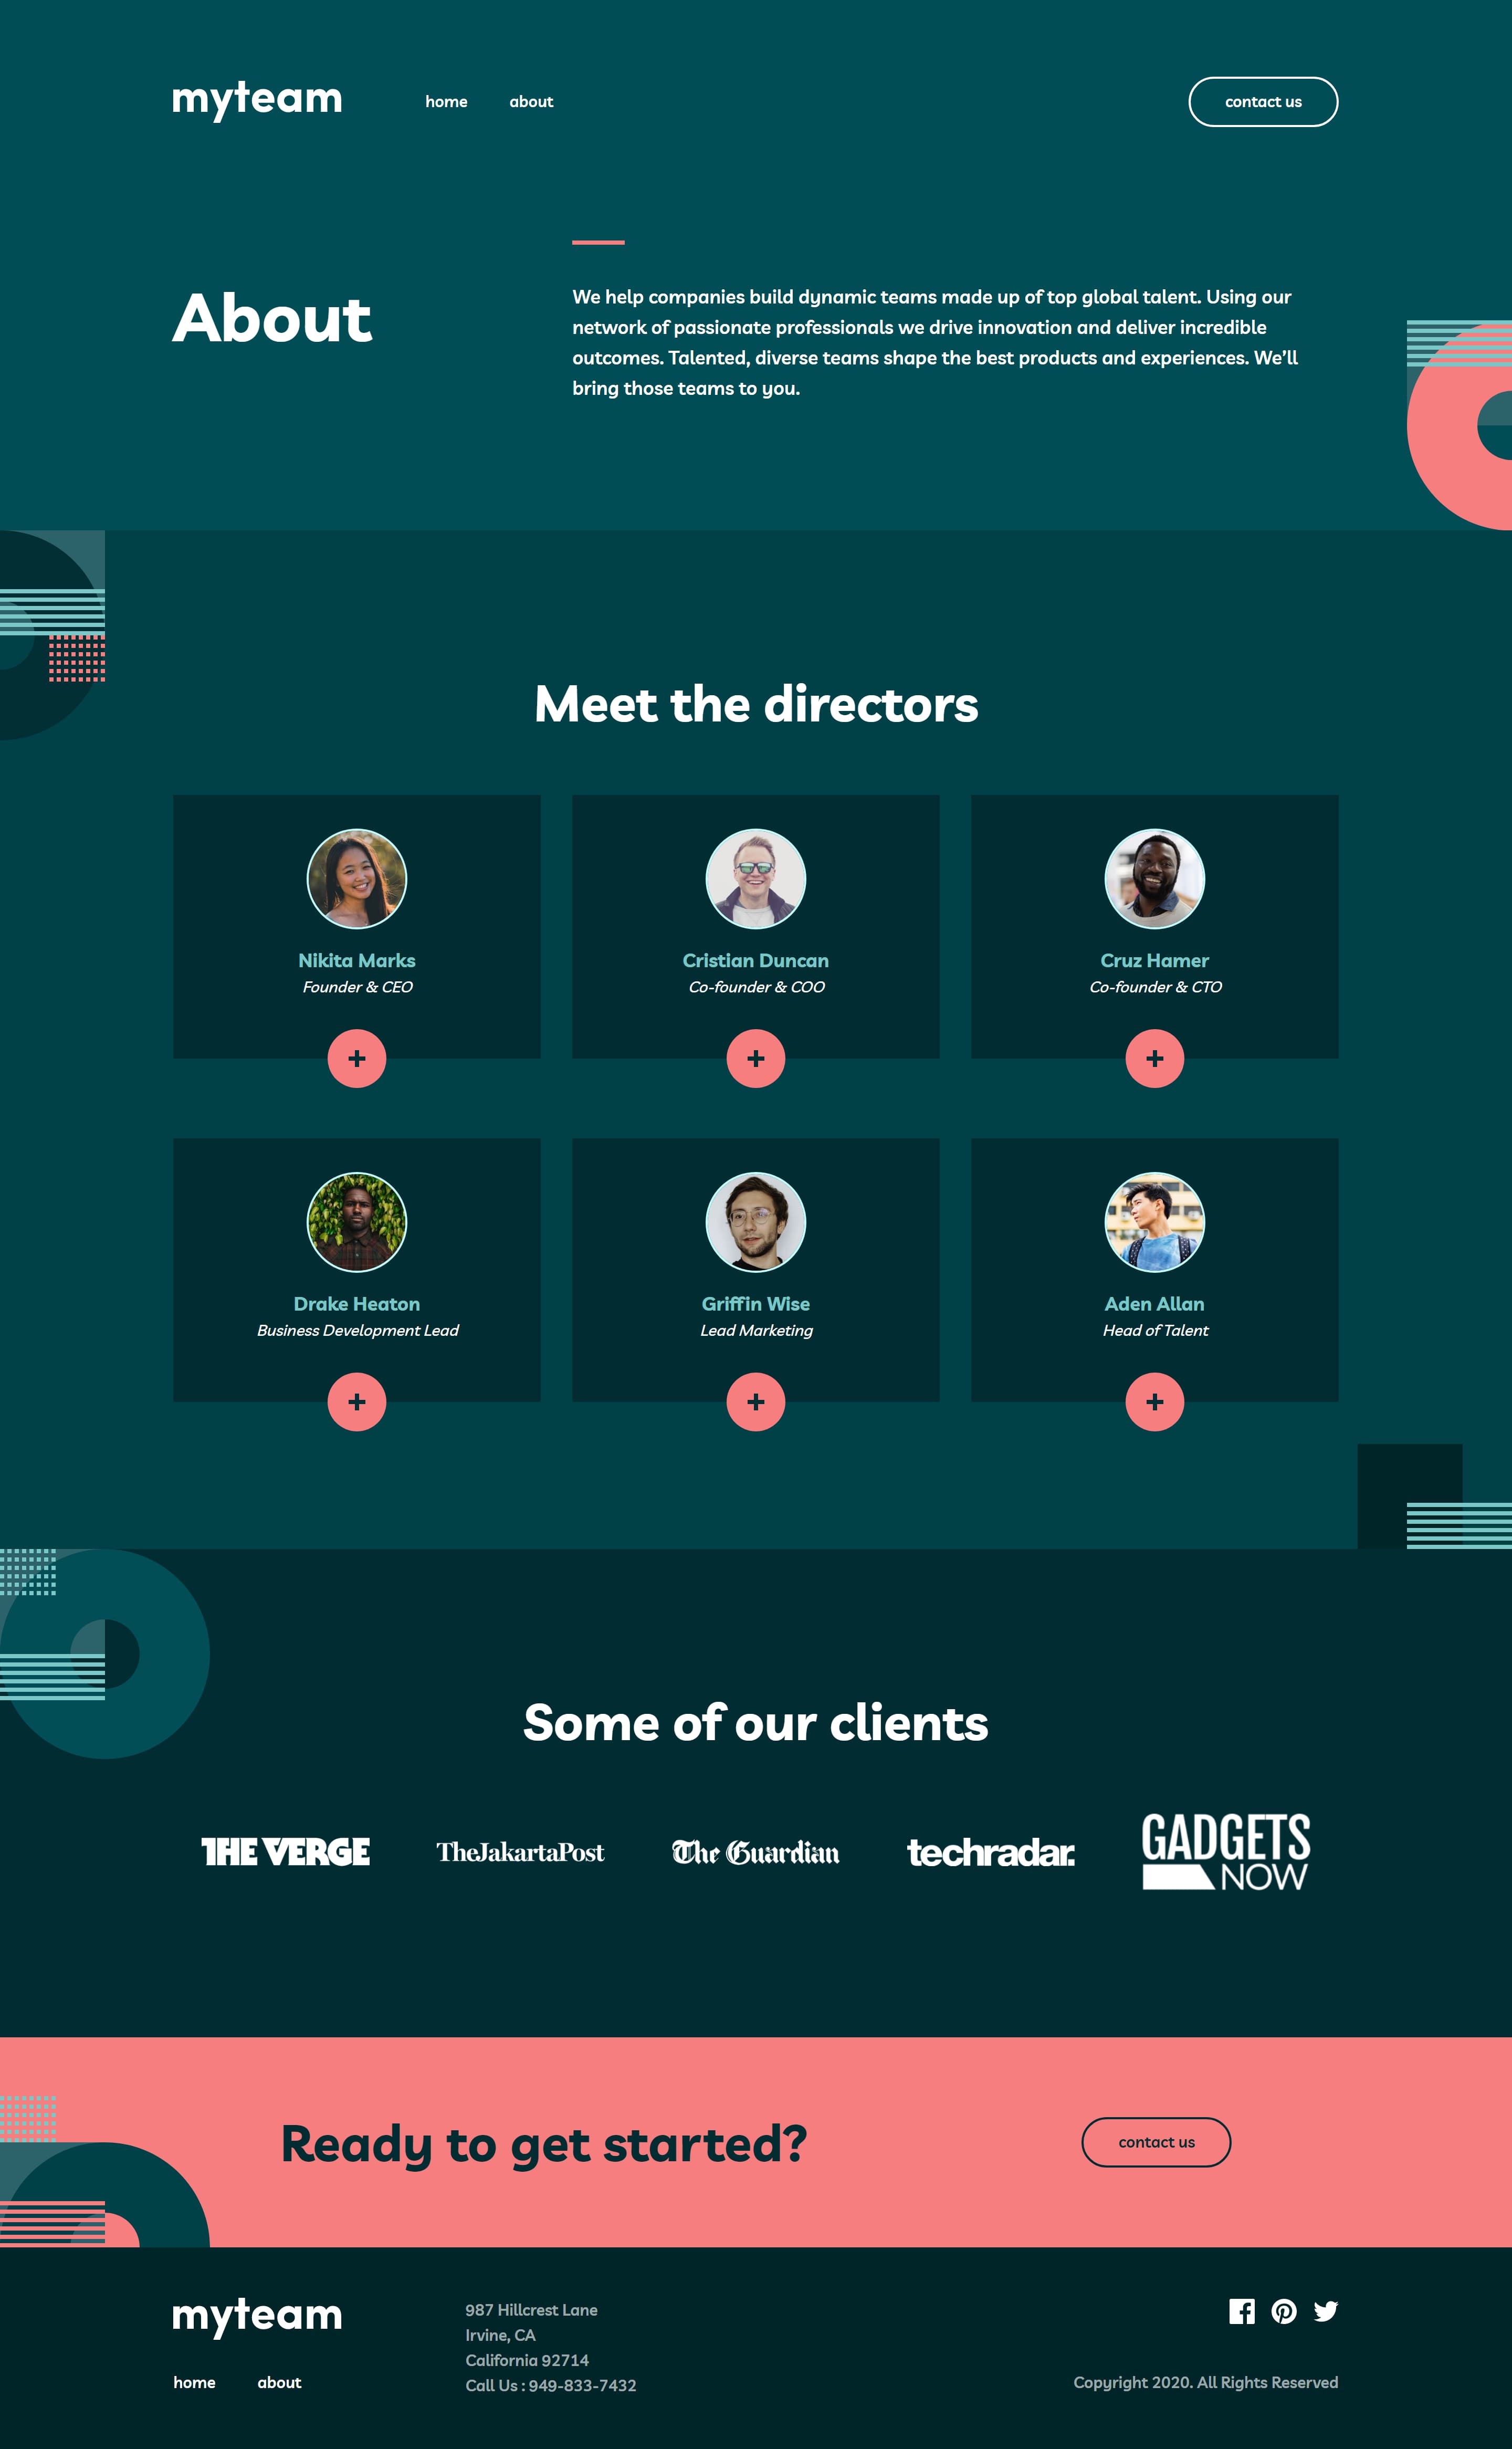 myteam
home
about
contact us
About
We help companies build dynamic teams made up of top global talent. Using our
network of passionate professionals we drive innovation and deliver incredible
outcomes. Talented, diverse teams shape the best products and experiences. We’ll
bring those teams to you.
Meet the directors
Nikita Marks
Founder & CEO
Cristian Duncan
Co-founder & COO
Cruz Hamer
Co-founder & CTO
Drake Heaton
Business Development Lead
Griffin Wise
Lead Marketing
Aden Allan
Head of Talent
Some of our clients
THE VERGE
TheJakartaPost
The Guardian
techradar.
GADGETS
NOW
Ready to get started?
contact us
myteam
home
about
987 Hillcrest Lane
Irvine, CA
California 92714
Call Us : 949-833-7432
Copyright 2020. All Rights Reserved